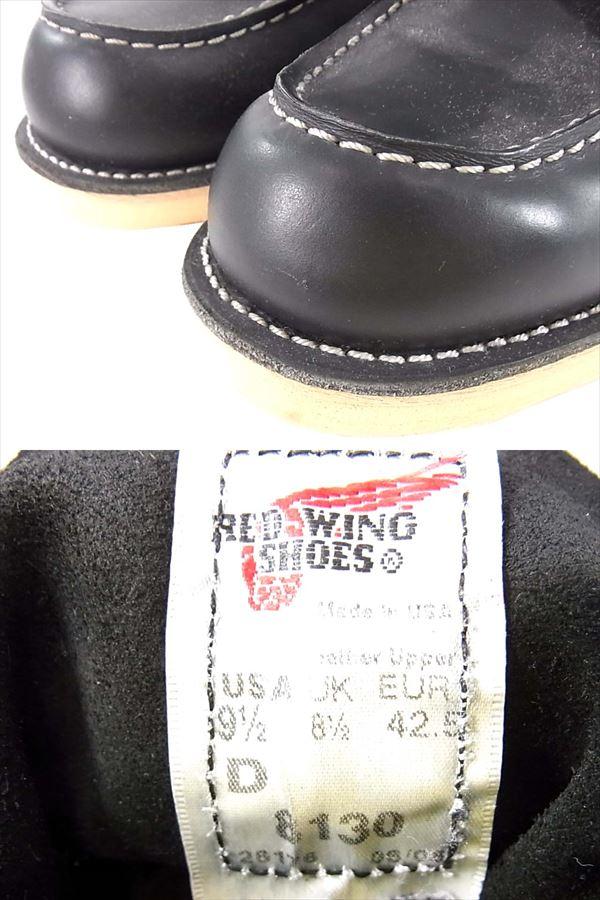 RED WING
SHOES®
Made in USA
Leather Upper
USA UK EUR
9½ 8½ 42.5
D
8130